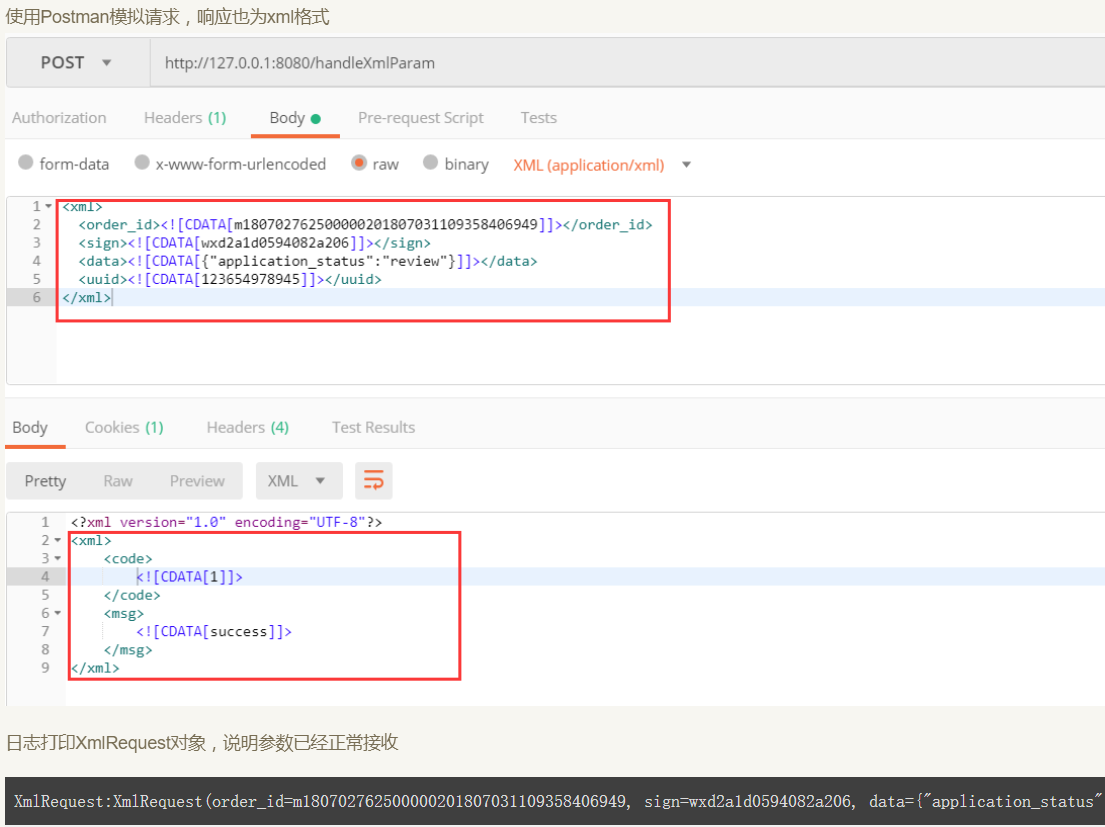 使用Postman模拟请求，响应也为xml格式
POST http://127.0.0.1:8080/handleXmlParam
Authorization Headers (1) Body Pre-request Script Tests
form-data x-www-form-urlencoded raw binary XML (application/xml)
1 <xml>
2 <order_id><![CDATA[m18070276250000020180703110935840​6949]]></order_id>
3 <sign><![CDATA[wxd2a1d0594082a206]]></sign>
4 <data><![CDATA[{"application_status":"review"}]]></data>
5 <uuid><![CDATA[123654978945]]></uuid>
6 </xml>
Body Cookies (1) Headers (4) Test Results
Pretty Raw Preview XML
1 <?xml version="1.0" encoding="UTF-8"?>
2 <xml>
3 <code>
4 <![CDATA[1]]>
5 </code>
6 <msg>
7 <![CDATA[success]]>
8 </msg>
9 </xml>
日志打印XmlRequest对象，说明参数已经正常接收
XmlRequest:XmlRequest(order_id=m180702762500000201807031109358406949, sign=wxd2a1d0594082a206, data={"application_status"